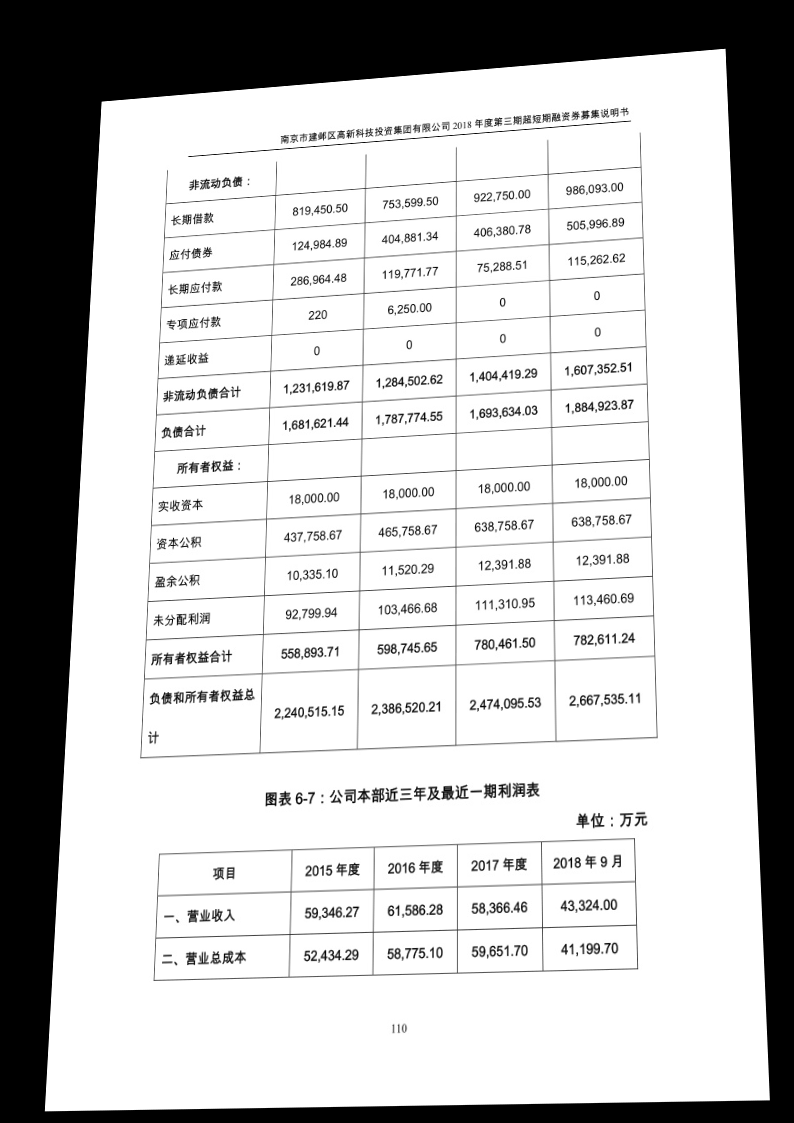 南京市建邺区高新科技投资集团有限公司 2018 年度第三期超短期融资券募集说明书
非流动负债：
长期借款 819,450.50 753,599.50 922,750.00 986,093.00
应付债券 124,984.89 404,881.34 406,380.78 505,996.89
长期应付款 286,964.48 119,771.77 75,288.51 115,262.62
专项应付款 220 6,250.00 0 0
递延收益 0 0 0 0
非流动负债合计 1,231,619.87 1,284,502.62 1,404,419.29 1,607,352.51
负债合计 1,681,621.44 1,787,774.55 1,693,634.03 1,884,923.87
所有者权益：
实收资本 18,000.00 18,000.00 18,000.00 18,000.00
资本公积 437,758.67 465,758.67 638,758.67 638,758.67
盈余公积 10,335.10 11,520.29 12,391.88 12,391.88
未分配利润 92,799.94 103,466.68 111,310.95 113,460.69
所有者权益合计 558,893.71 598,745.65 780,461.50 782,611.24
负债和所有者权益总
计 2,240,515.15 2,386,520.21 2,474,095.53 2,667,535.11
图表 6-7：公司本部近三年及最近一期利润表
单位：万元
项目 2015 年度 2016 年度 2017 年度 2018 年 9 月
一、营业收入 59,346.27 61,586.28 58,366.46 43,324.00
二、营业总成本 52,434.29 58,775.10 59,651.70 41,199.70
110